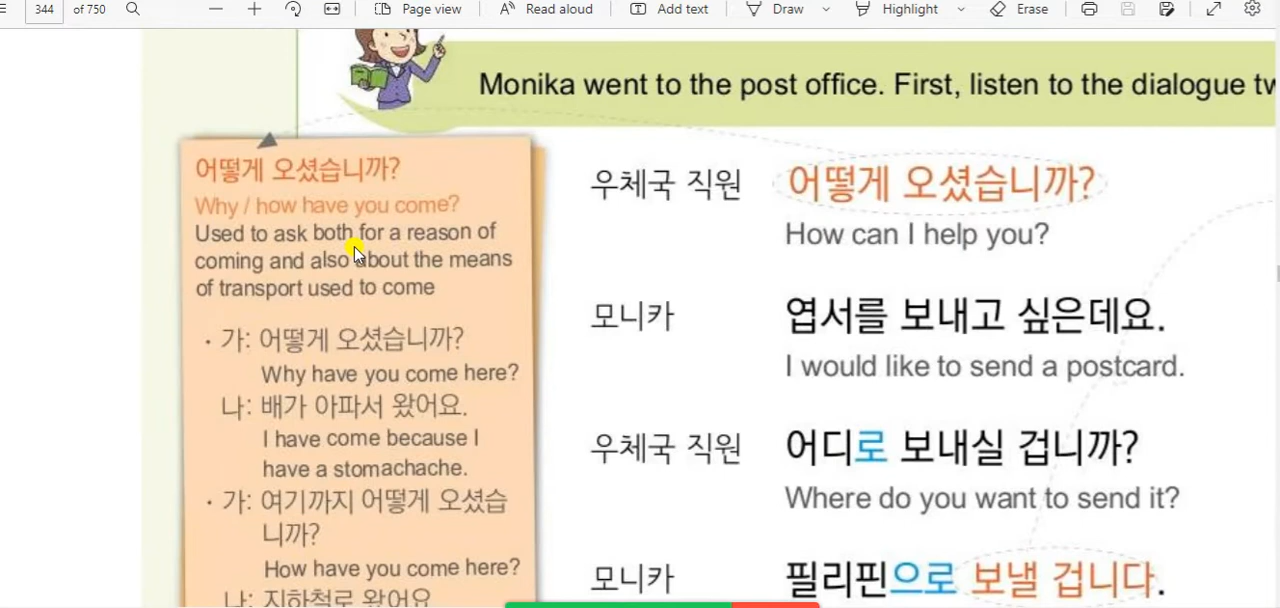 344 of 750 Page view Read aloud Add text Draw Highlight Erase
Monika went to the post office. First, listen to the dialogue
어떻게 오셨습니까?
Why / how have you come?
Used to ask both for a reason of
coming and also about the means
of transport used to come
· 가: 어떻게 오셨습니까?
Why have you come here?
나: 배가 아파서 왔어요.
I have come because I
have a stomachache.
· 가: 여기까지 어떻게 오셨습
니까?
How have you come here?
나: 지하철로 왔어요
우체국 직원 어떻게 오셨습니까?
How can I help you?
모니카 엽서를 보내고 싶은데요.
I would like to send a postcard.
우체국 직원 어디로 보내실 겁니까?
Where do you want to send it?
모니카 필리핀으로 보낼 겁니다.